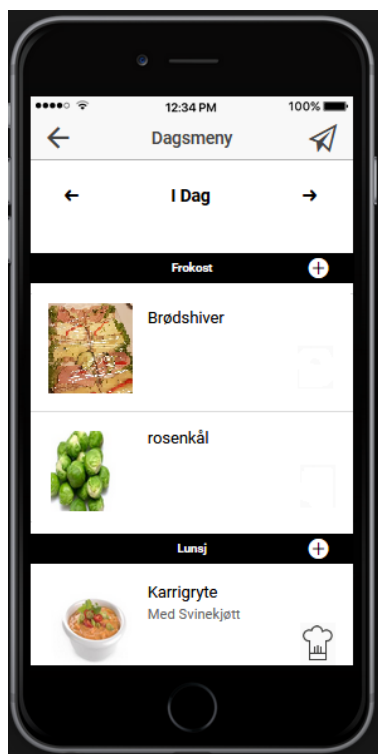 12:34 PM 100%
Dagsmeny
I Dag
Frokost
Brødshiver
rosenkål
Lunsj
Karrigryte
Med Svinekjøtt